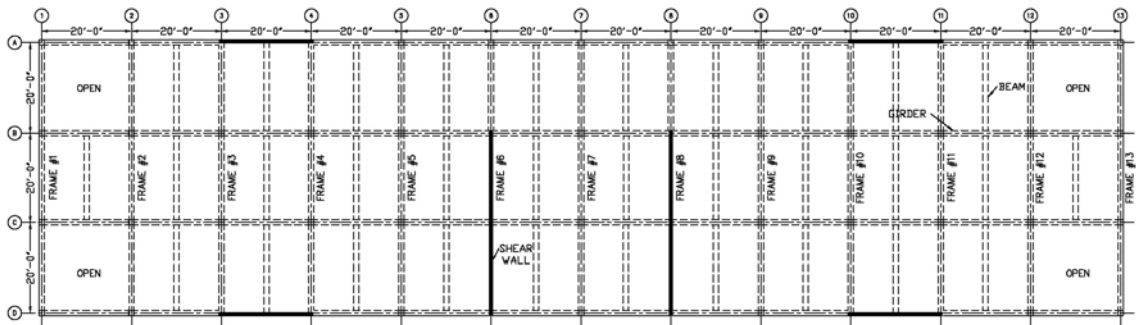 1 2 3 4 5 6 7 8 9 10 11 12 13
20'-0" 20'-0" 20'-0" 20'-0" 20'-0" 20'-0" 20'-0" 20'-0" 20'-0" 20'-0" 20'-0" 20'-0"
A
20'-0"
OPEN
BEAM
OPEN
GIRDER
B
20'-0"
FRAME #1
FRAME #2
FRAME #3
FRAME #4
FRAME #5
FRAME #6
FRAME #7
FRAME #8
FRAME #9
FRAME #10
FRAME #11
FRAME #12
FRAME #13
C
20'-0"
OPEN
SHEAR
WALL
OPEN
D